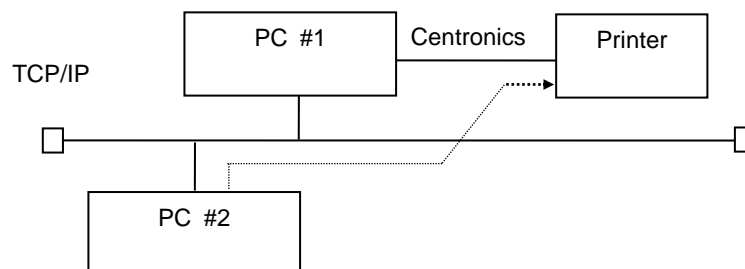 PC #1
Centronics
Printer
TCP/IP
PC #2